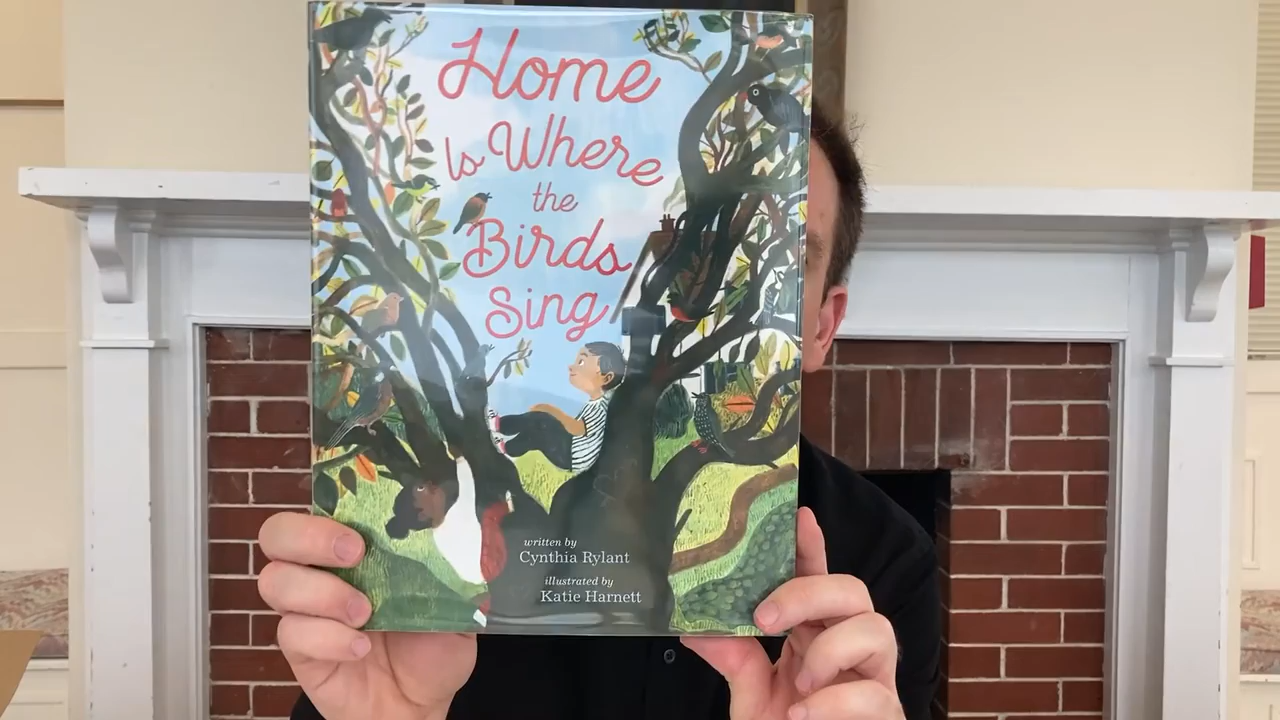 Home
Is Where
the
Birds
Sing
written by
Cynthia Rylant
illustrated by
Katie Harnett